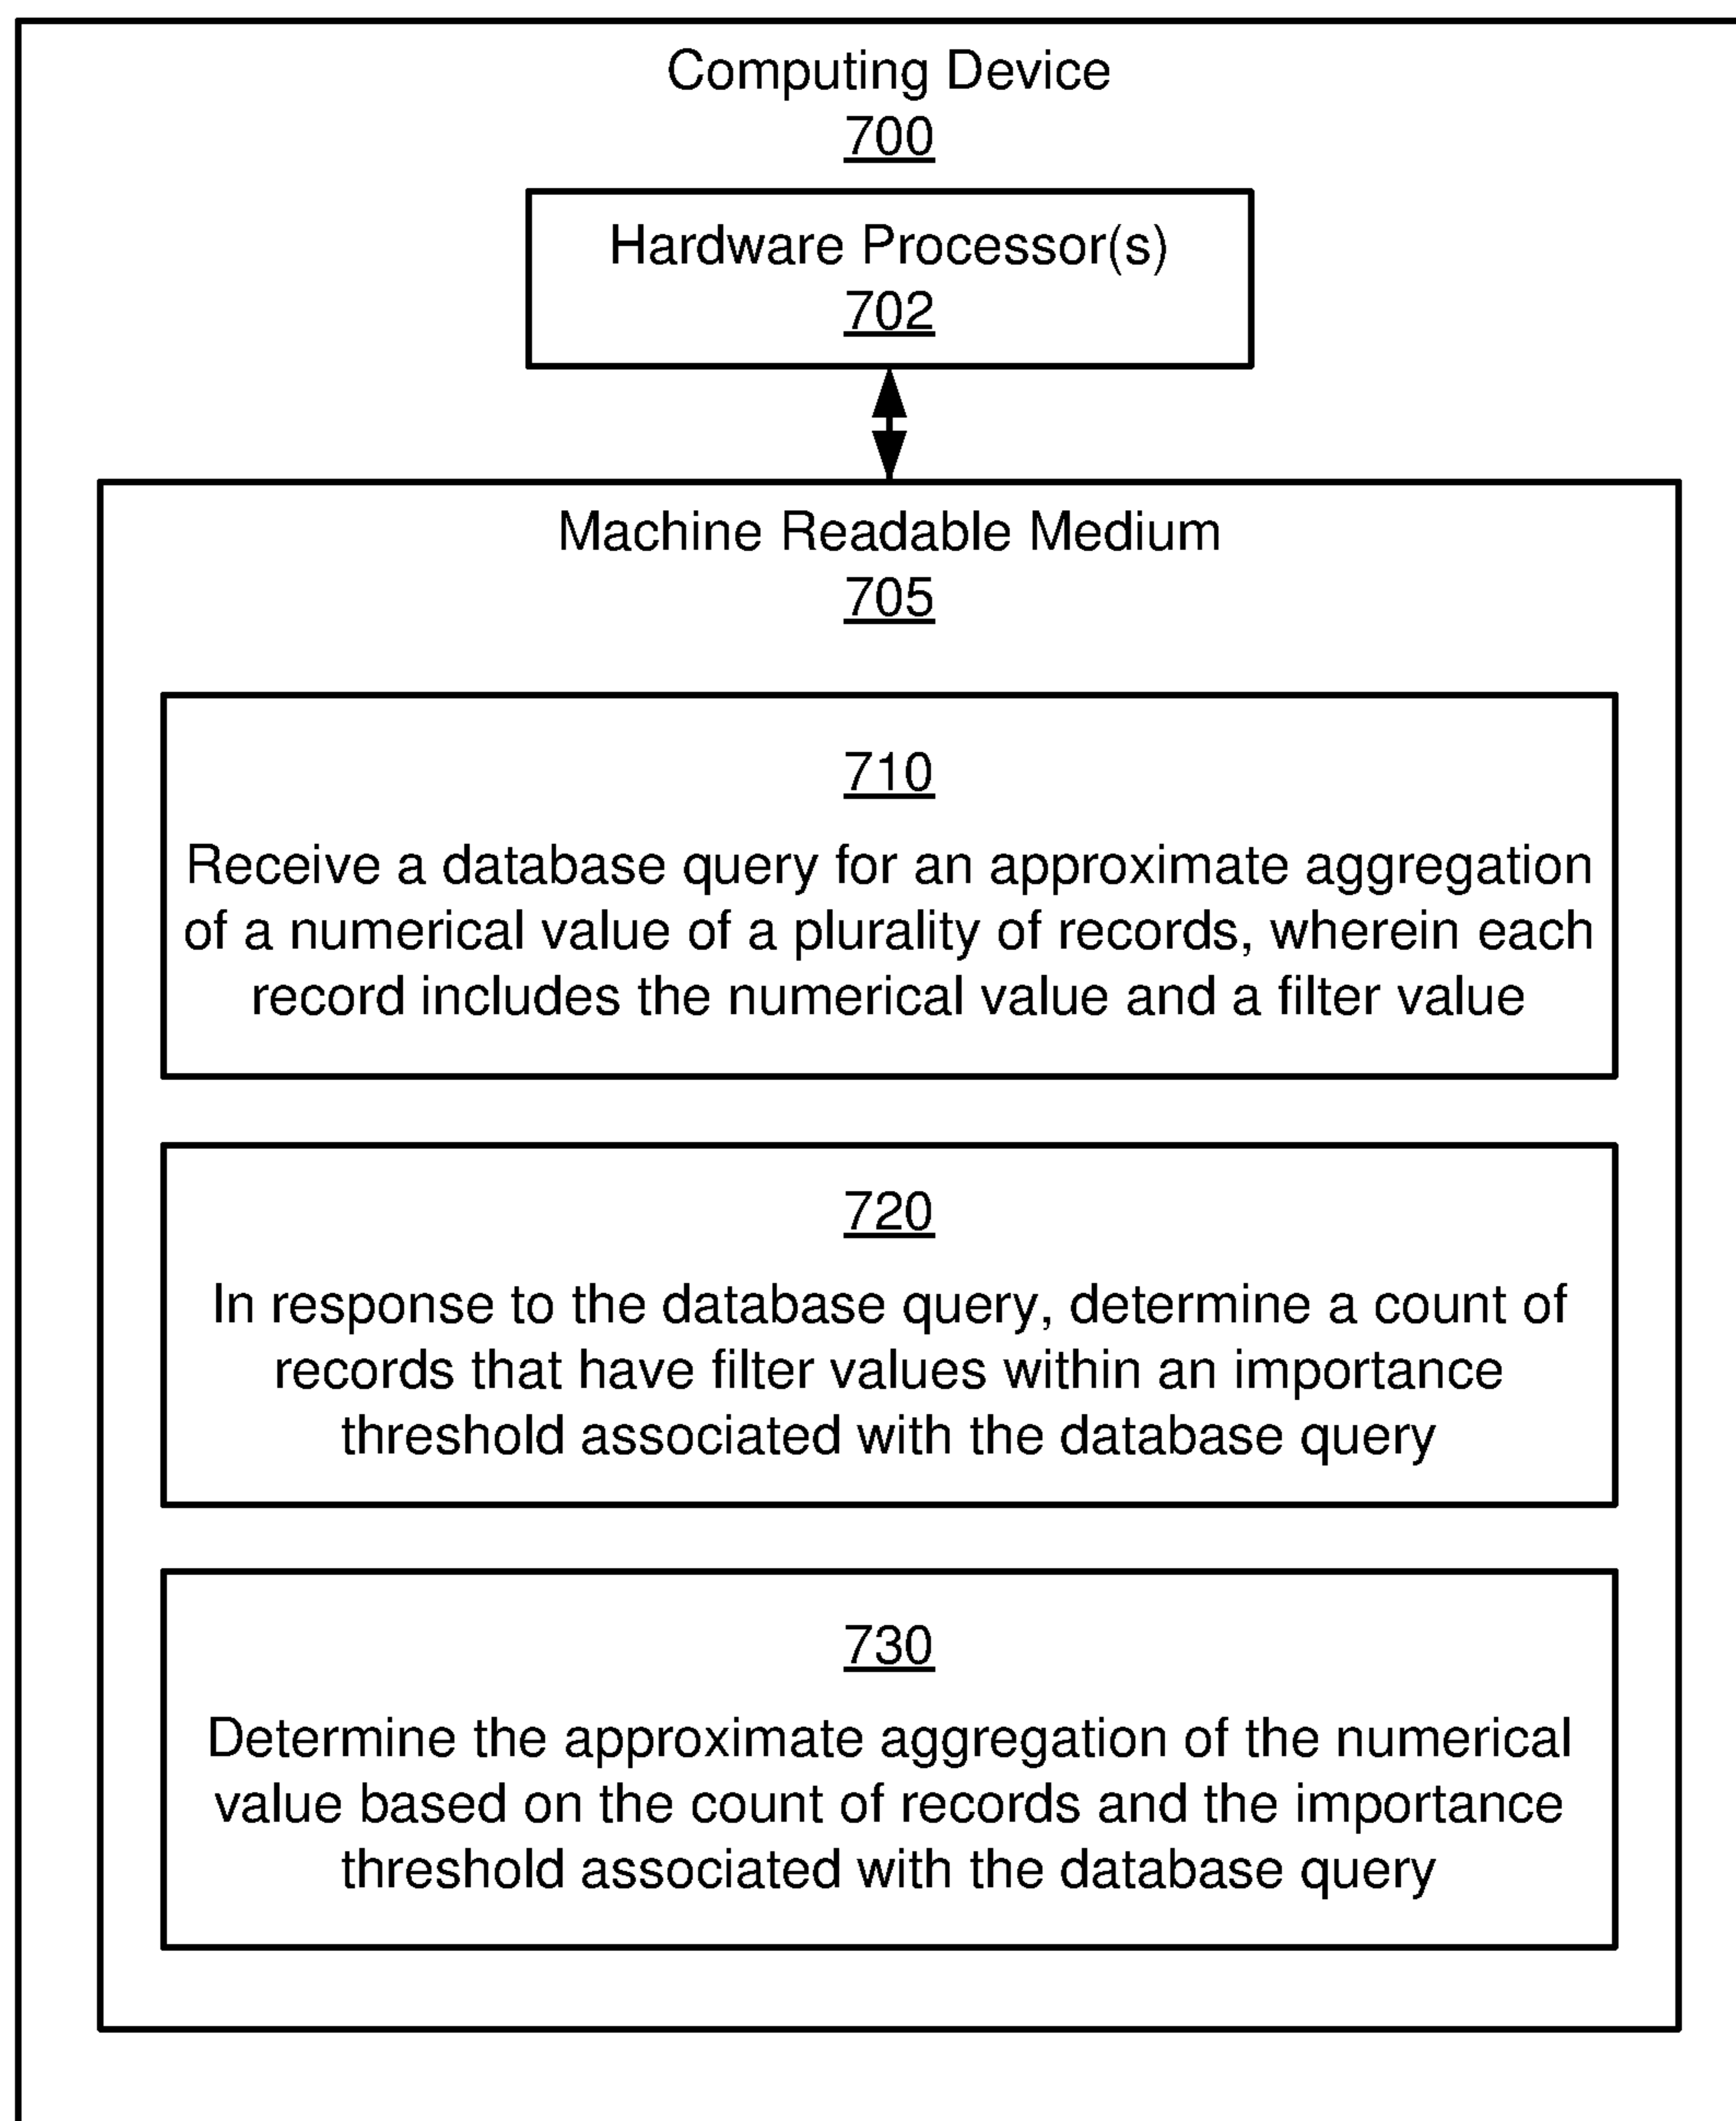 Computing Device
700
Hardware Processor(s)
702
Machine Readable Medium
705
710
Receive a database query for an approximate aggregation
of a numerical value of a plurality of records, wherein each
record includes the numerical value and a filter value
720
In response to the database query, determine a count of
records that have filter values within an importance
threshold associated with the database query
730
Determine the approximate aggregation of the numerical
value based on the count of records and the importance
threshold associated with the database query